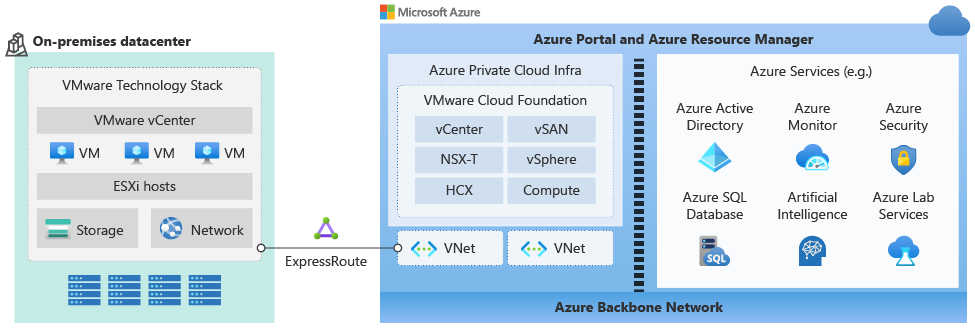 Microsoft Azure
On-premises datacenter
VMware Technology Stack
VMware vCenter
VM
VM
VM
ESXi hosts
Storage
Network
ExpressRoute
Azure Portal and Azure Resource Manager
Azure Private Cloud Infra
VMware Cloud Foundation
vCenter
vSAN
NSX-T
vSphere
HCX
Compute
VNet
VNet
Azure Services (e.g.)
Azure Active
Directory
Azure
Monitor
Azure
Security
Azure SQL
Database
SQL
Artificial
Intelligence
Azure Lab
Services
Azure Backbone Network